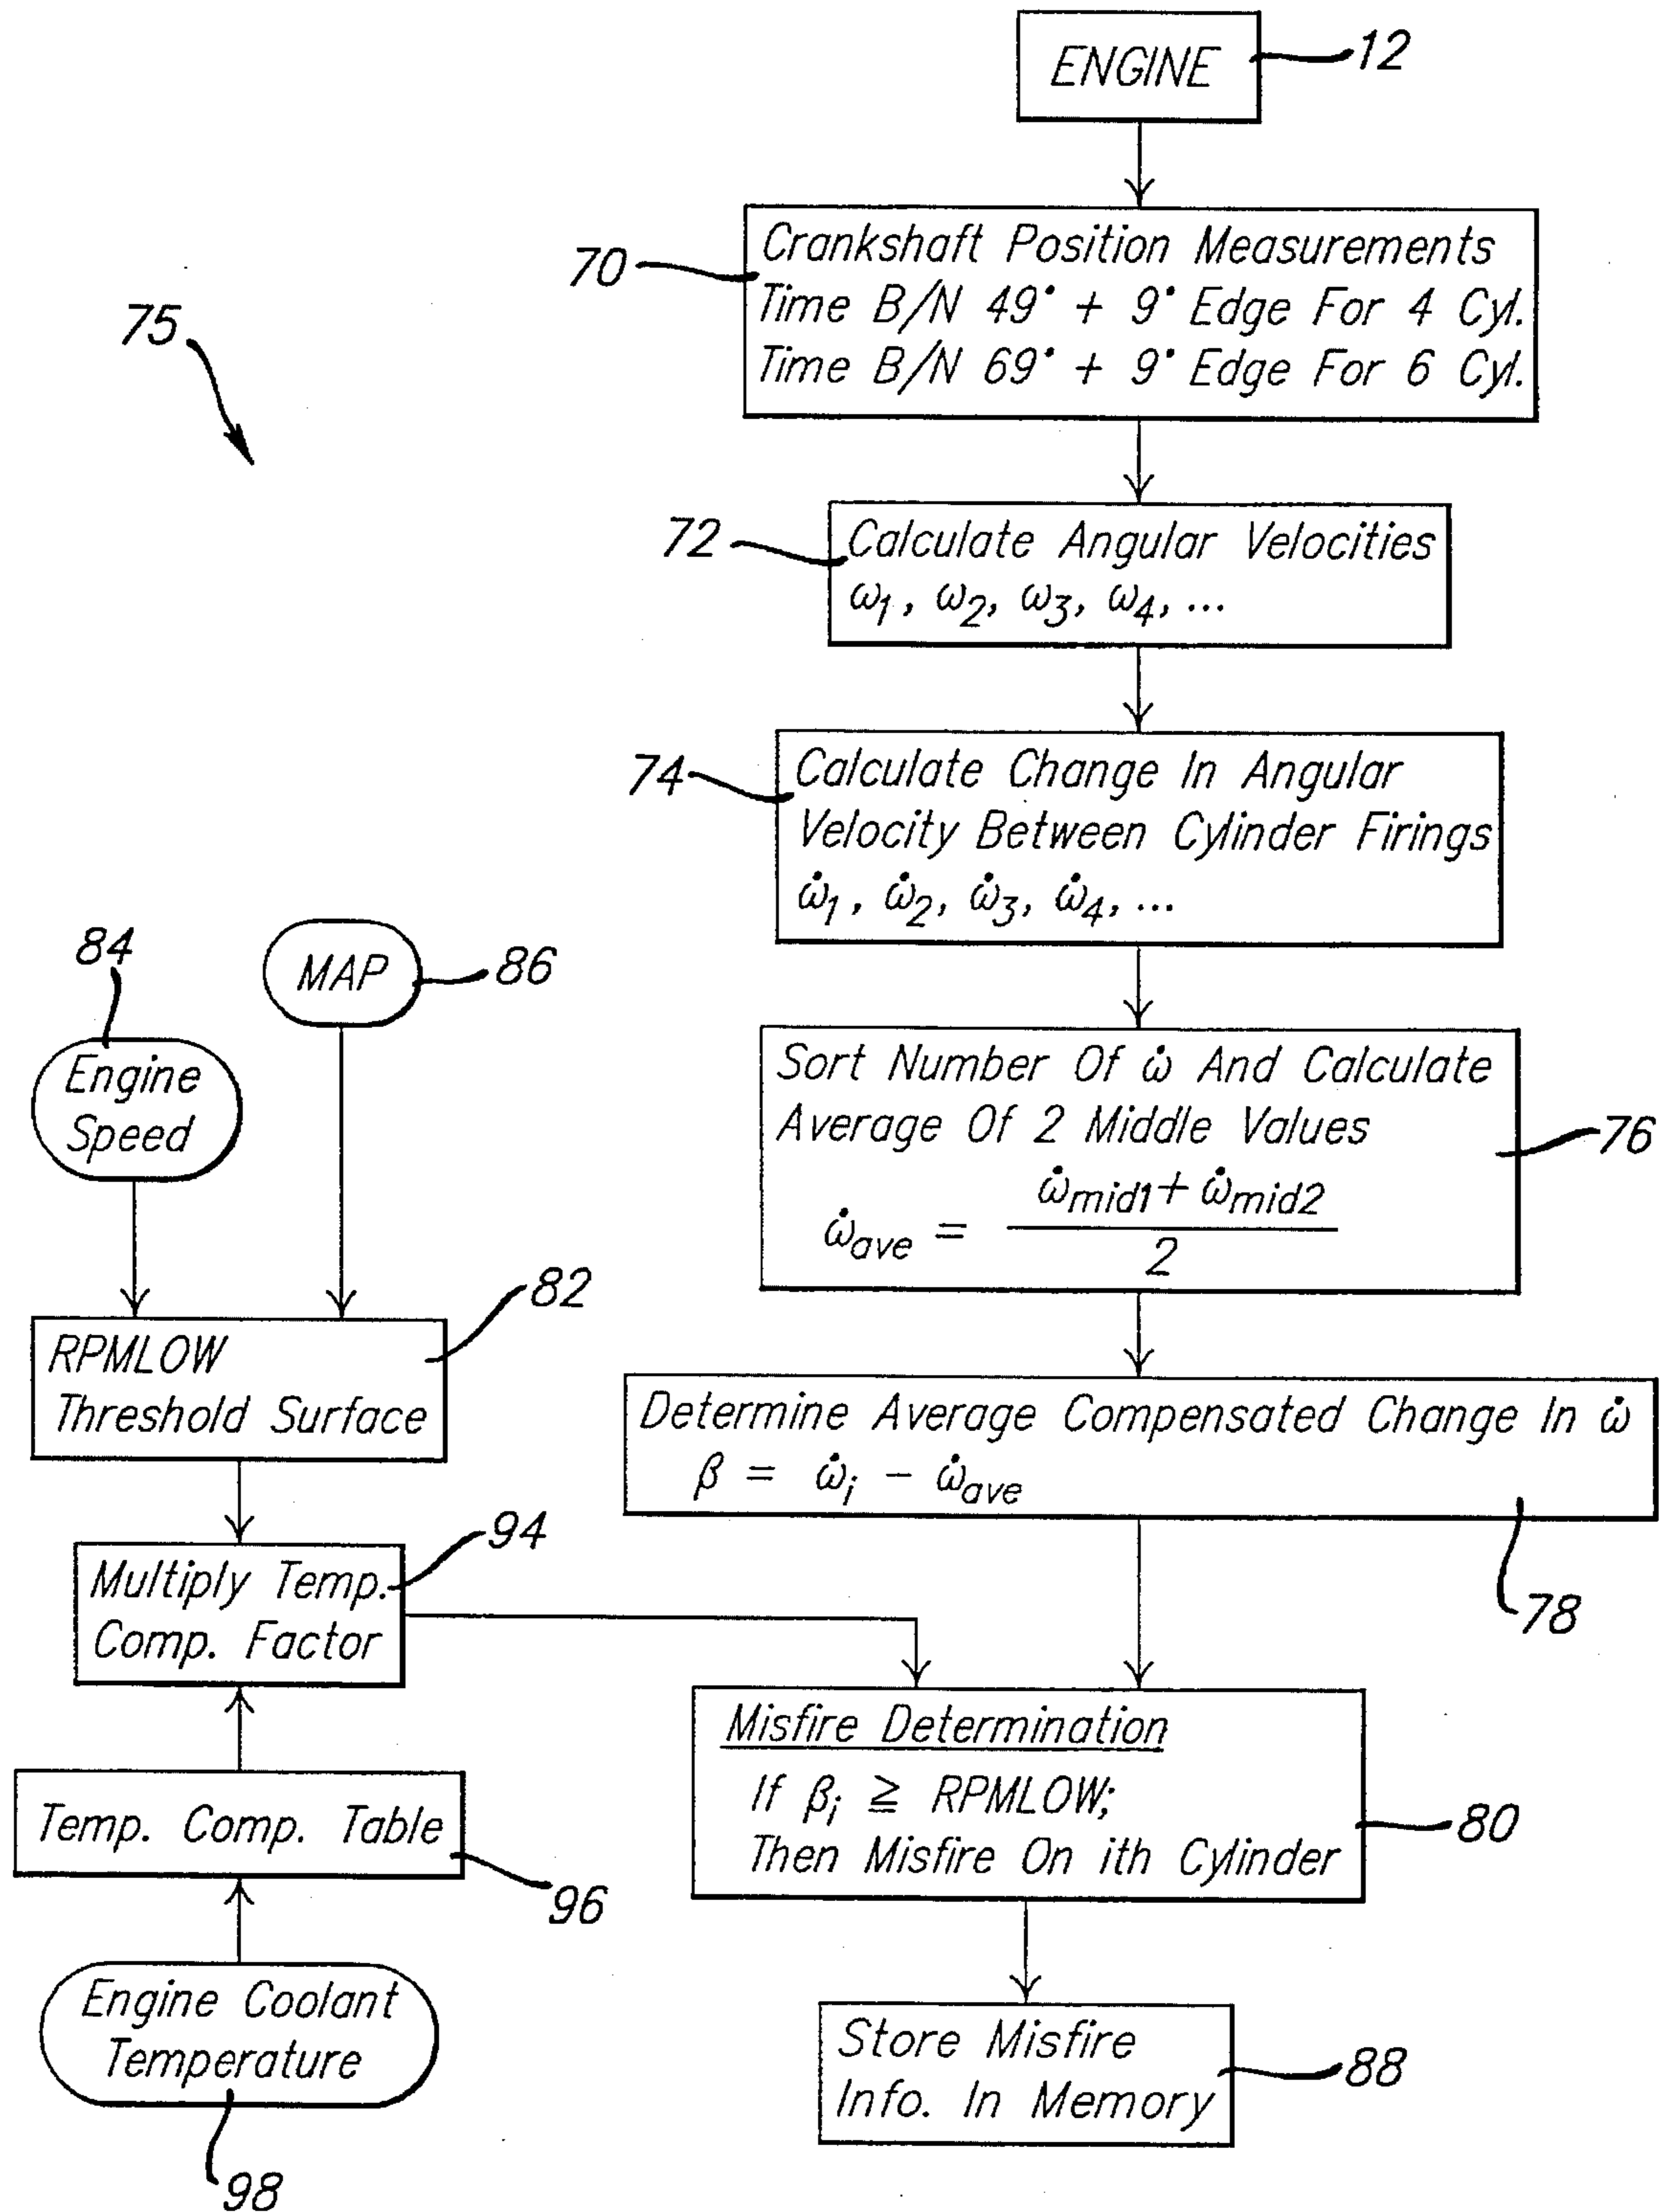 ENGINE
12
70
Crankshaft Position Measurements
Time B/N 49° + 9° Edge For 4 Cyl.
Time B/N 69° + 9° Edge For 6 Cyl.
75
72
Calculate Angular Velocities
ω1, ω2, ω3, ω4, ...
74
Calculate Change In Angular
Velocity Between Cylinder Firings
ω̇1, ω̇2, ω̇3, ω̇4, ...
84
MAP
86
Engine
Speed
Sort Number Of ω̇ And Calculate
Average Of 2 Middle Values
ω̇ave = (ω̇mid1 + ω̇mid2) / 2
76
82
RPMLOW
Threshold Surface
Determine Average Compensated Change In ω̇
β = ω̇i - ω̇ave
78
94
Multiply Temp.
Comp. Factor
Misfire Determination
If βi ≧ RPMLOW;
Then Misfire On ith Cylinder
80
Temp. Comp. Table
96
Engine Coolant
Temperature
98
Store Misfire
Info. In Memory
88